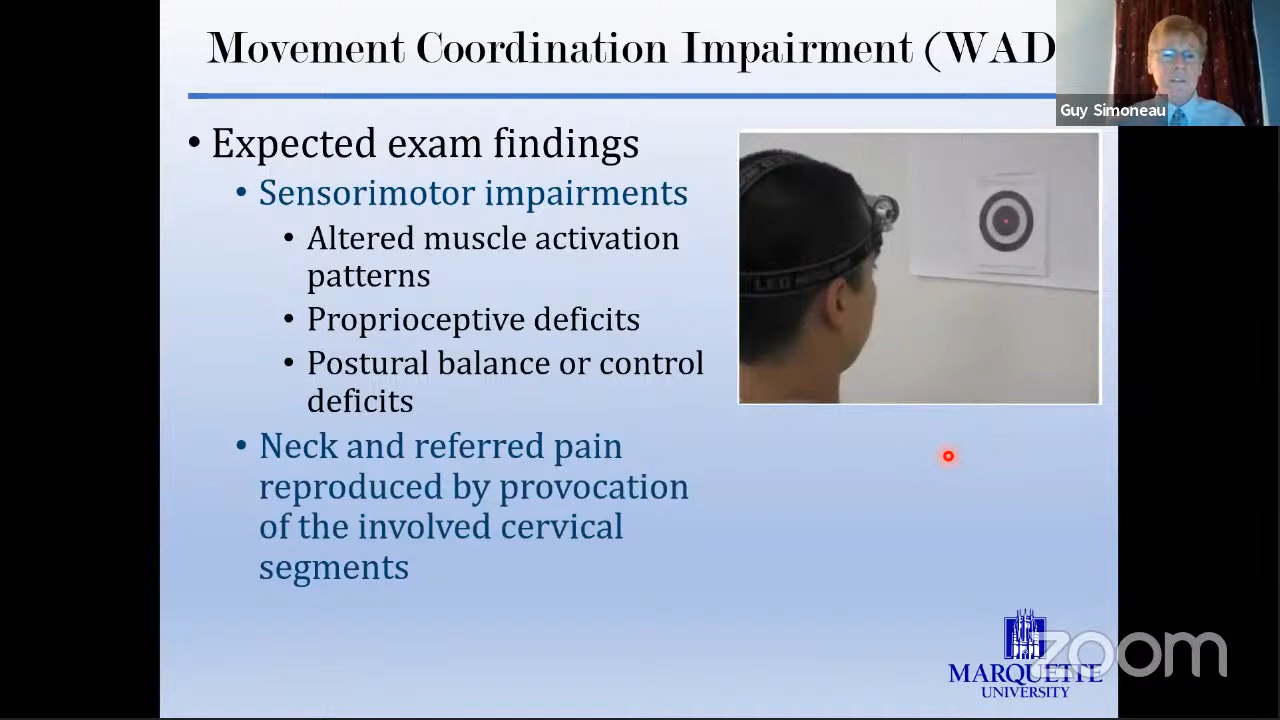 Movement Coordination Impairment (WAD
Guy Simoneau
• Expected exam findings
• Sensorimotor impairments
• Altered muscle activation
patterns
• Proprioceptive deficits
• Postural balance or control
deficits
• Neck and referred pain
reproduced by provocation
of the involved cervical
segments
LED
zoom
MARQUETTE
UNIVERSITY